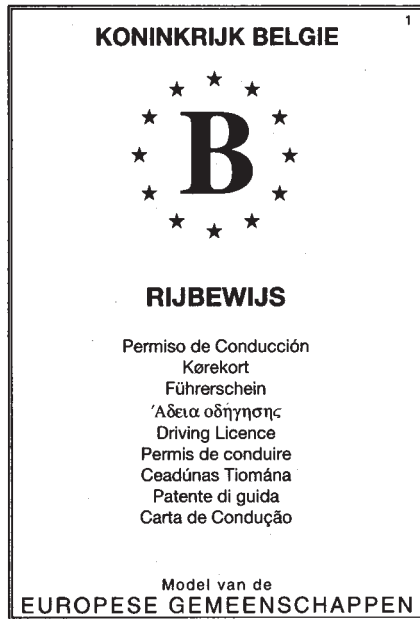 1
KONINKRIJK BELGIE
B
RIJBEWIJS
Permiso de Conducción
Kørekort
Führerschein
Άδεια οδήγησης
Driving Licence
Permis de conduire
Ceadúnas Tiomána
Patente di guida
Carta de Condução
Model van de
EUROPESE GEMEENSCHAPPEN